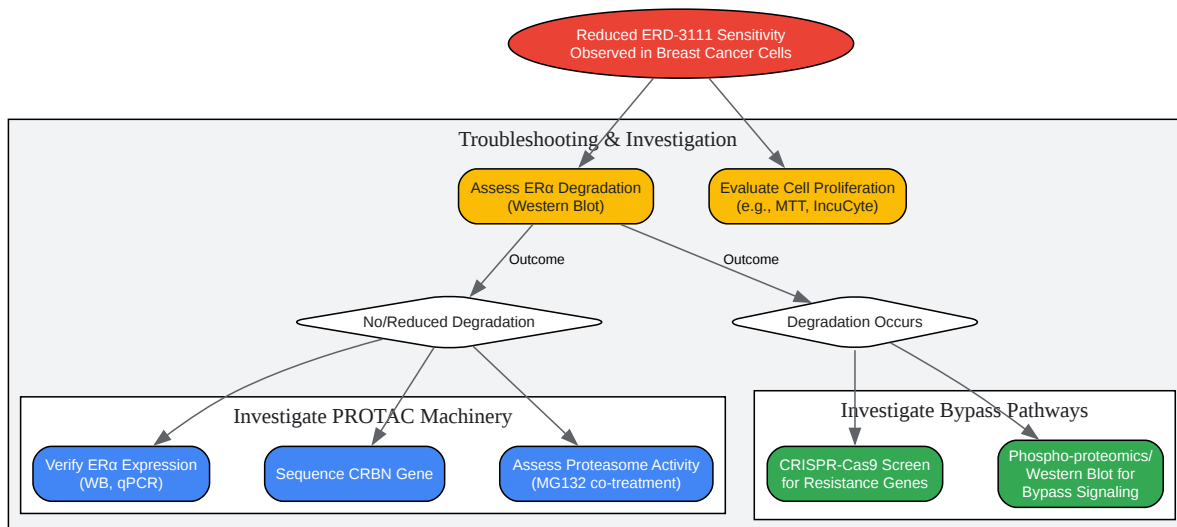 Reduced ERD-3111 Sensitivity
Observed in Breast Cancer Cells
Troubleshooting & Investigation
Assess ERα Degradation
(Western Blot)
Evaluate Cell Proliferation
(e.g., MTT, IncuCyte)
Outcome
Outcome
No/Reduced Degradation
Degradation Occurs
Investigate PROTAC Machinery
Investigate Bypass Pathways
Verify ERα Expression
(WB, qPCR)
Sequence CRBN Gene
Assess Proteasome Activity
(MG132 co-treatment)
CRISPR-Cas9 Screen
for Resistance Genes
Phospho-proteomics/
Western Blot for
Bypass Signaling